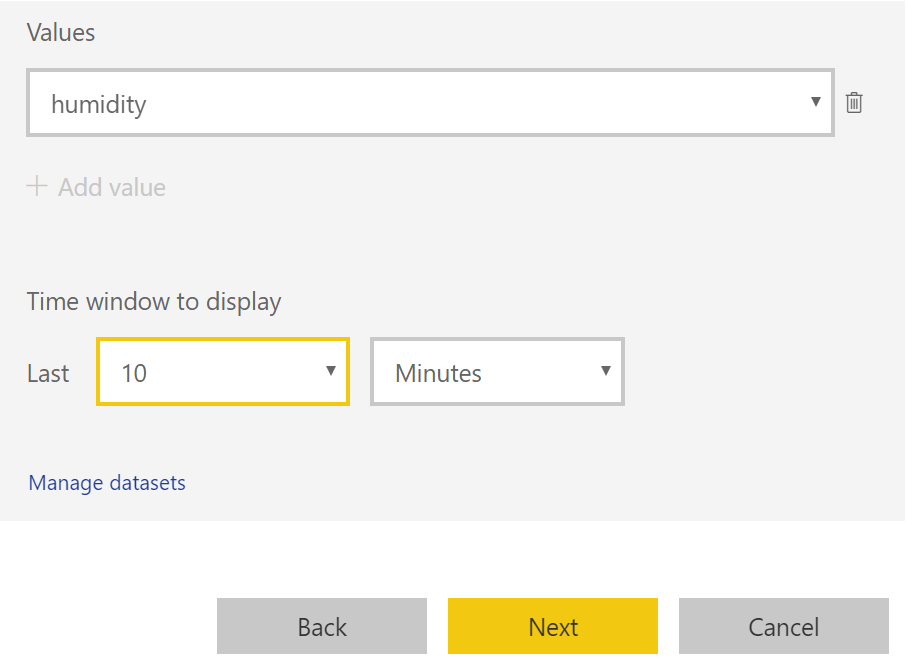 Values
humidity
Add value
Time window to display
Last 10 Minutes
Manage datasets
Back Next Cancel